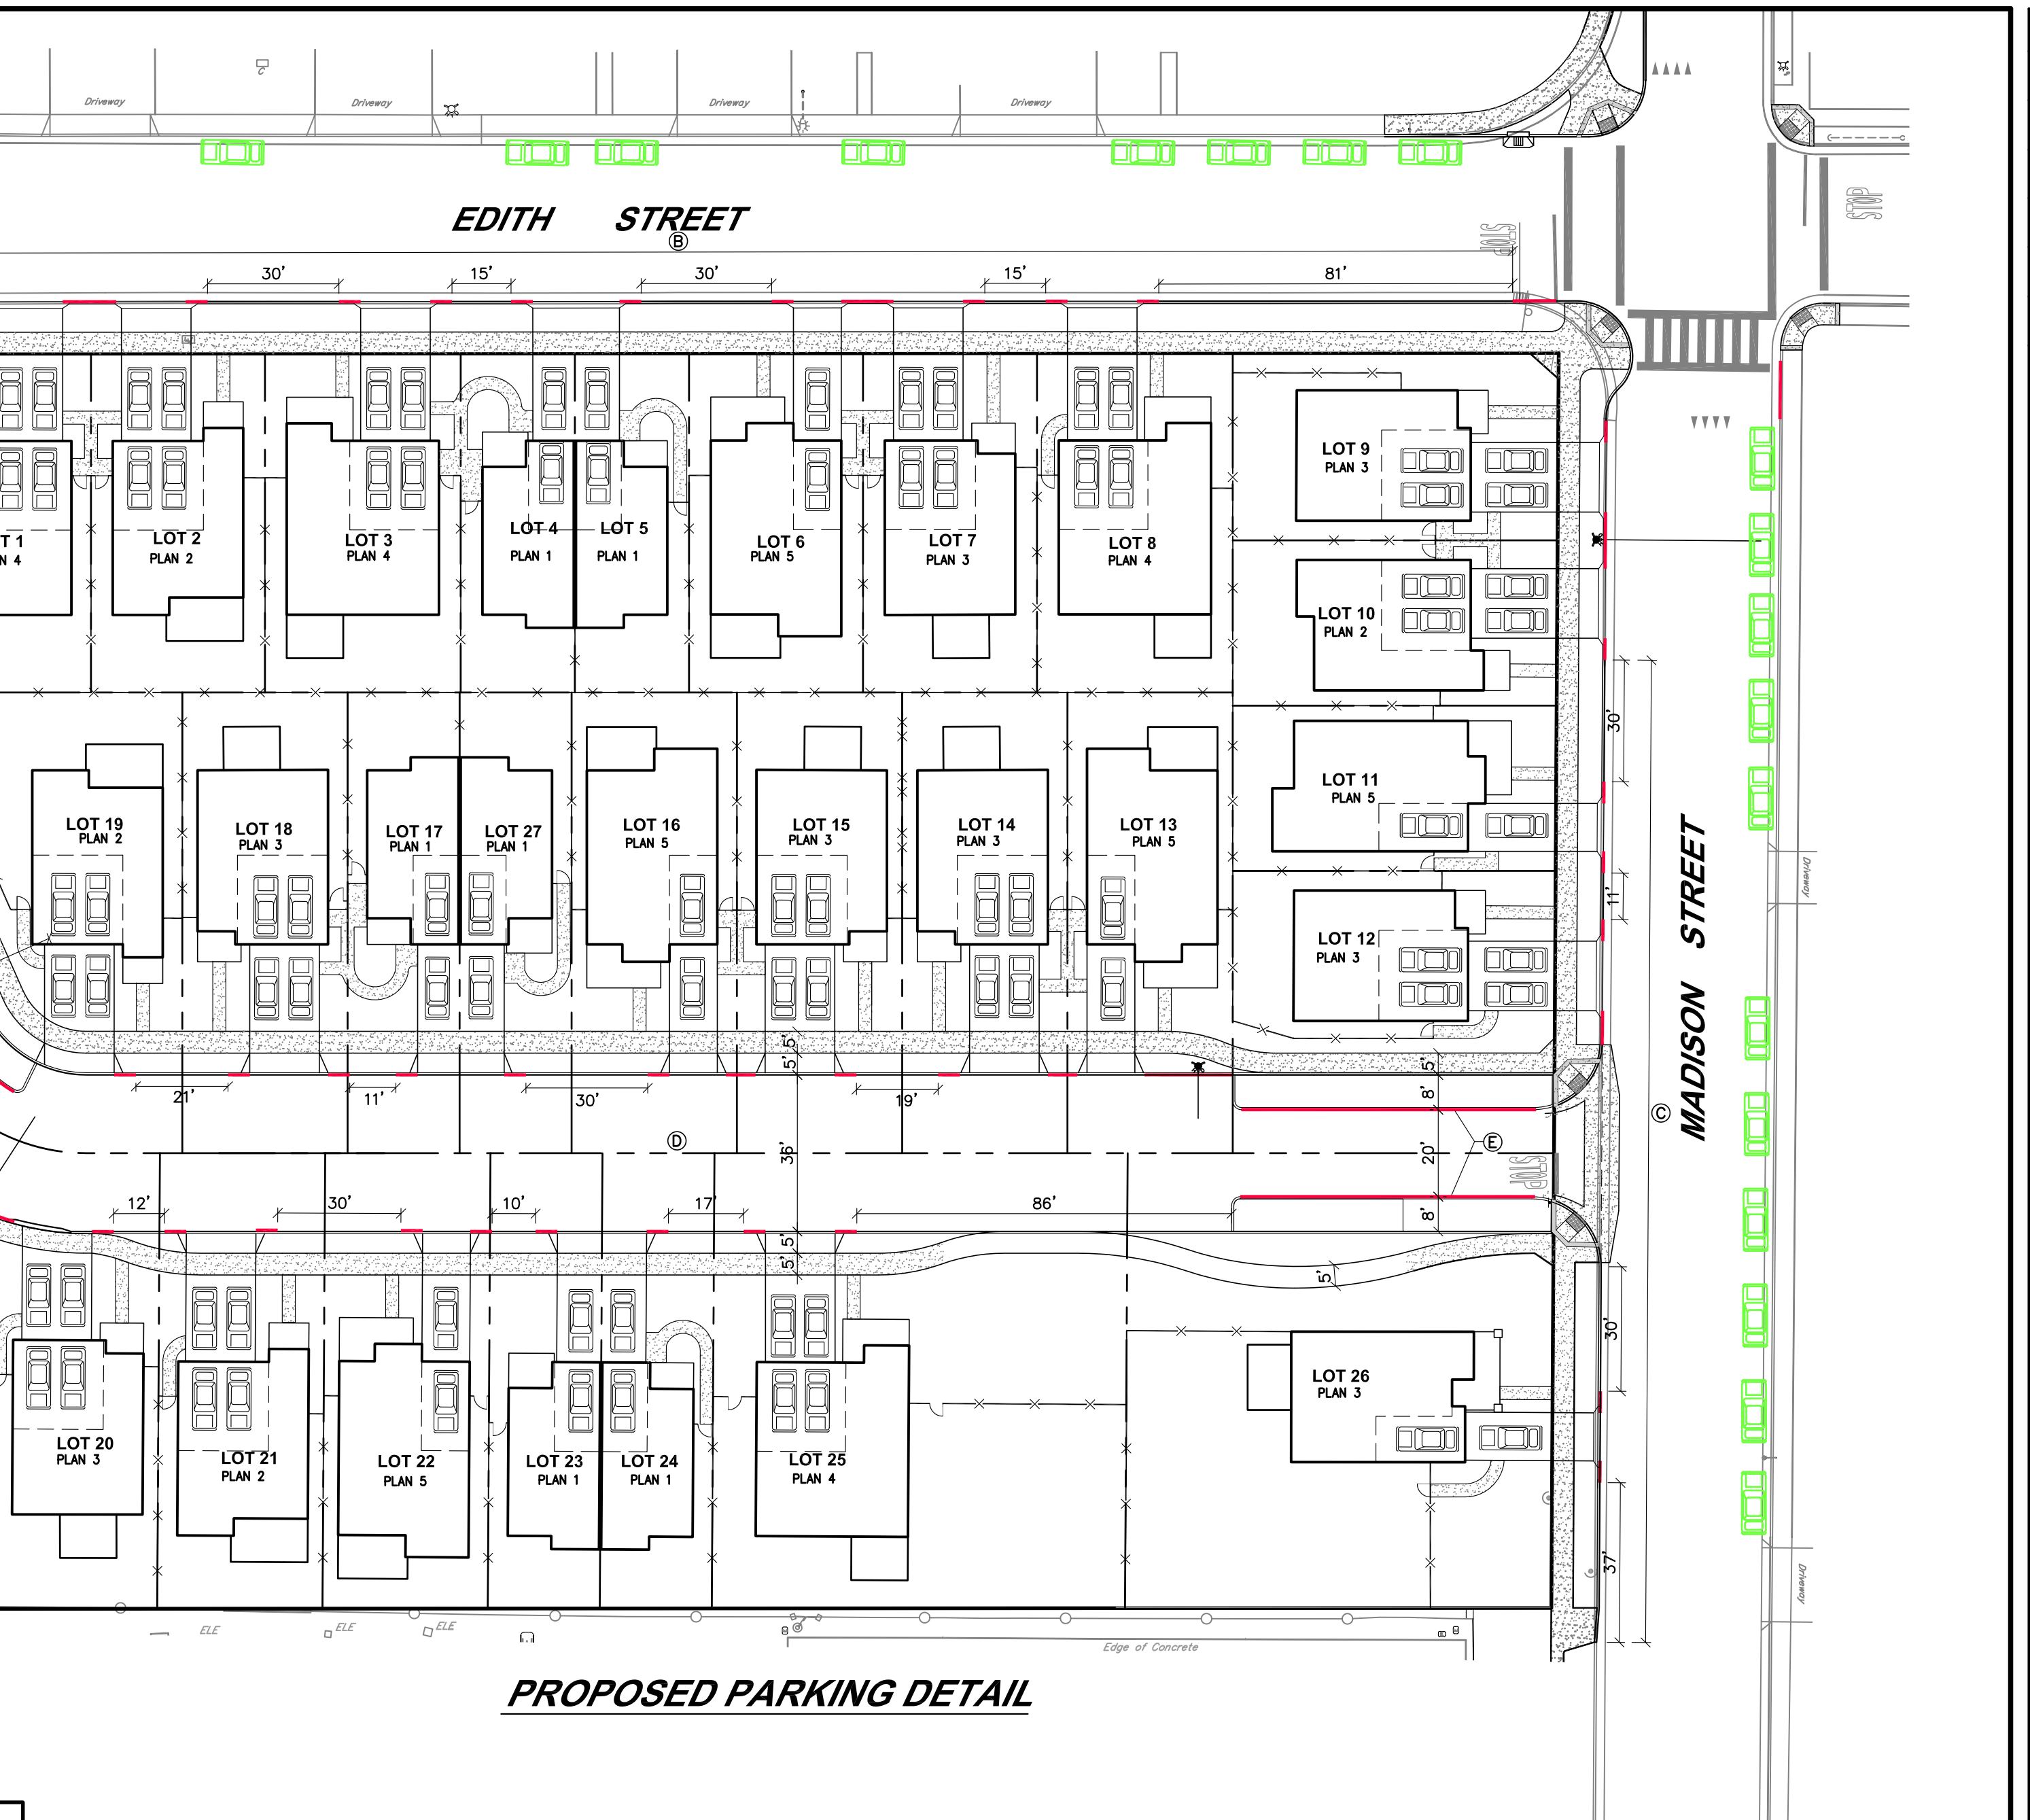 Driveway
Driveway
Driveway
Driveway
C
EDITH STREET
B
STOP
STOP
30'
15'
30'
15'
81'
LOT 2
PLAN 2
LOT 3
PLAN 4
LOT 4
PLAN 1
LOT 5
PLAN 1
LOT 6
PLAN 5
LOT 7
PLAN 3
LOT 8
PLAN 4
LOT 9
PLAN 3
LOT 10
PLAN 2
LOT 11
PLAN 5
LOT 12
PLAN 3
T 1
N 4
LOT 19
PLAN 2
LOT 18
PLAN 3
LOT 17
PLAN 1
LOT 27
PLAN 1
LOT 16
PLAN 5
LOT 15
PLAN 3
LOT 14
PLAN 3
LOT 13
PLAN 5
30'
11'
MADISON STREET
C
Driveway
5'
5'
5'
8'
21'
11'
30'
19'
D
36'
20'
E
STOP
8'
12'
30'
10'
17'
86'
5'
5'
5'
30'
37'
LOT 20
PLAN 3
LOT 21
PLAN 2
LOT 22
PLAN 5
LOT 23
PLAN 1
LOT 24
PLAN 1
LOT 25
PLAN 4
LOT 26
PLAN 3
Driveway
ELE
ELE
ELE
Edge of Concrete
PROPOSED PARKING DETAIL